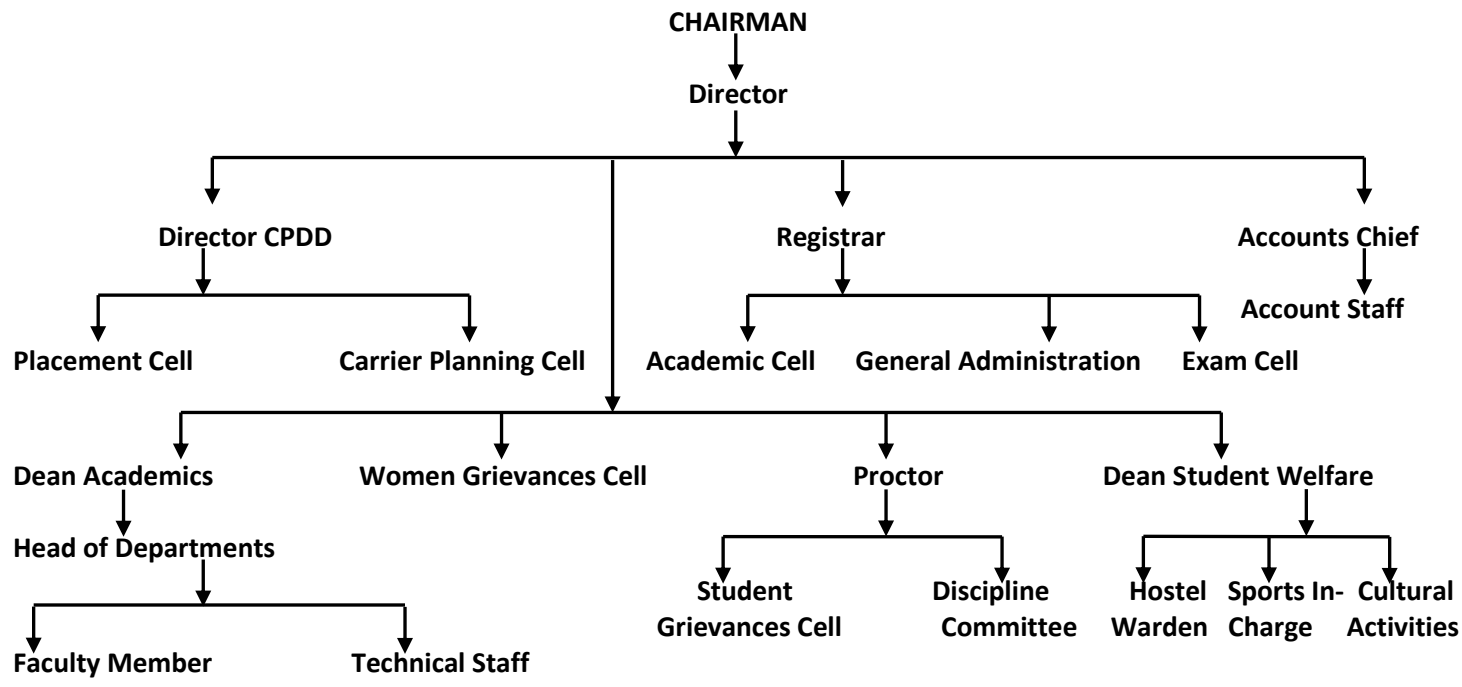 CHAIRMAN
Director
Director CPDD Registrar Accounts Chief
Account Staff
Placement Cell Carrier Planning Cell Academic Cell General Administration Exam Cell
Dean Academics Women Grievances Cell Proctor Dean Student Welfare
Head of Departments
Student Discipline Hostel Sports In- Cultural
Grievances Cell Committee Warden Charge Activities
Faculty Member Technical Staff